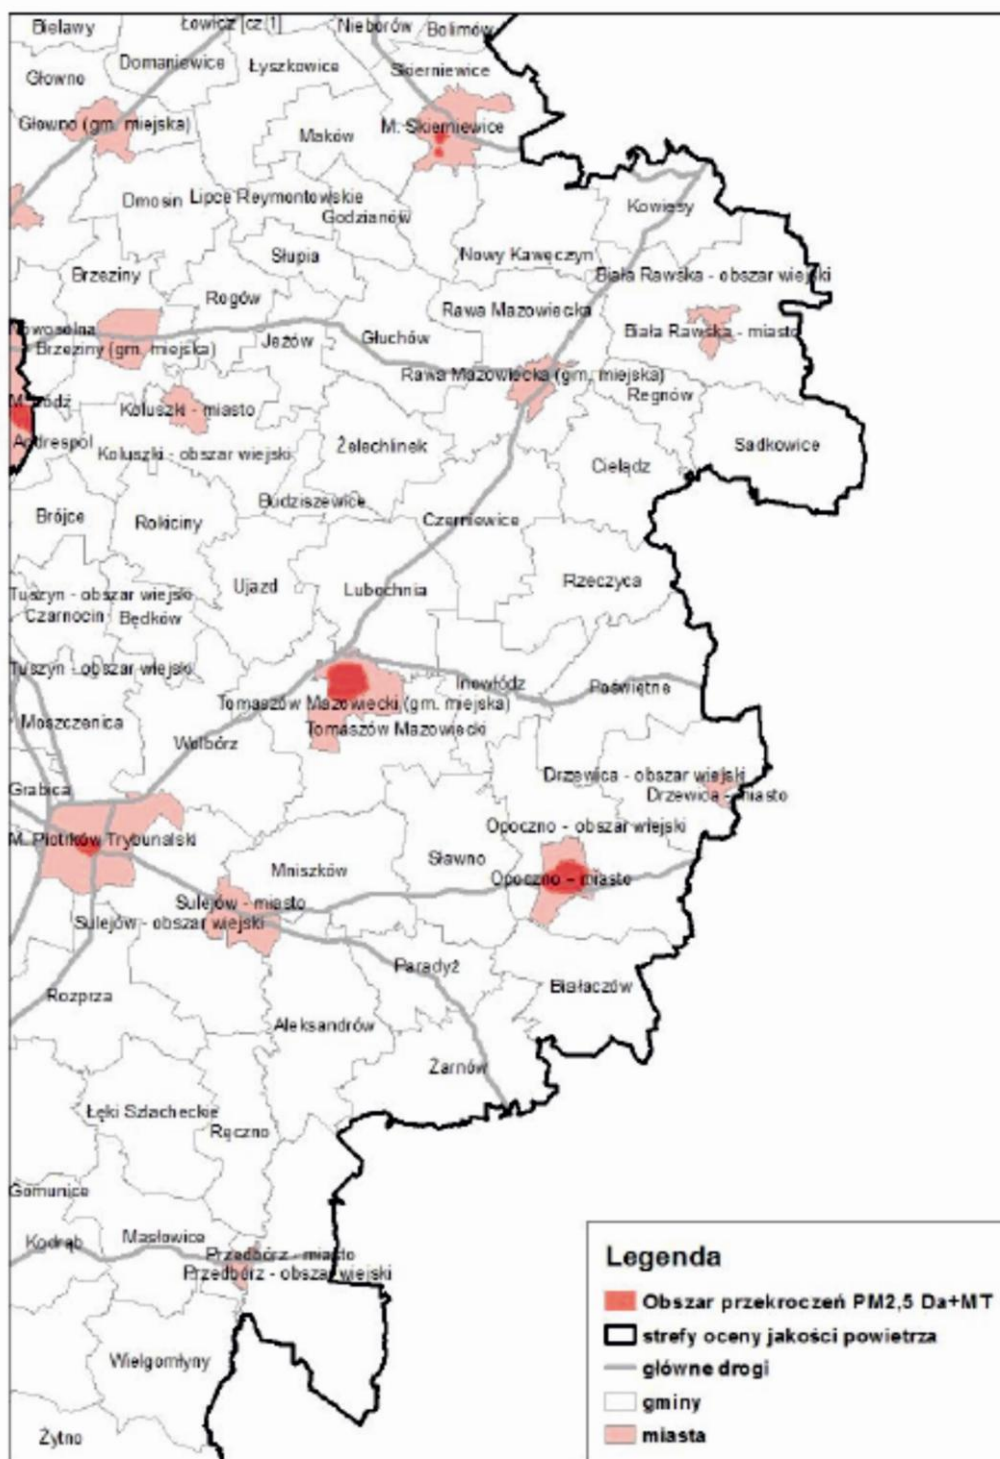 Bielawy
Łowicz [cz.1]
Nieborów
Bolimów
Głowno
Domaniewice
Łyszkowice
Skierniewice
Głowno (gm. miejska)
Maków
M. Skierniewice
Dmosin
Lipce Reymontowskie
Godzianów
Kowiesy
Słupia
Nowy Kawęczyn
Brzeziny
Biała Rawska - obszar wiejski
Rogów
Rawa Mazowiecka
Nowosolna
Brzeziny (gm. miejska)
Jeżów
Głuchów
Biała Rawska - miasto
Rawa Mazowiecka (gm. miejska)
Regnów
M. Łódź
Koluszki - miasto
Andrespol
Koluszki - obszar wiejski
Żelechlinek
Cielądz
Sadkowice
Budziszewice
Brójce
Rokiciny
Czerniewice
Ujazd
Lubochnia
Rzeczyca
Tuszyn - obszar wiejski
Czarnocin
Będków
Tuszyn - obszar wiejski
Inowłódz
Poświętne
Tomaszów Mazowiecki (gm. miejska)
Moszczenica
Tomaszów Mazowiecki
Wolbórz
Grabica
Drzewica - obszar wiejski
Drzewica - miasto
M. Piotrków Trybunalski
Opoczno - obszar wiejski
Mniszków
Sławno
Opoczno - miasto
Sulejów - miasto
Sulejów - obszar wiejski
Paradyż
Białaczów
Rozprza
Aleksandrów
Żarnów
Łęki Szlacheckie
Ręczno
Gomunice
Kodrąb
Masłowice
Przedbórz - miasto
Przedbórz - obszar wiejski
Wielgomłyny
Żytno
Legenda
Obszar przekroczeń PM2,5 Da+MT
strefy oceny jakości powietrza
główne drogi
gminy
miasta